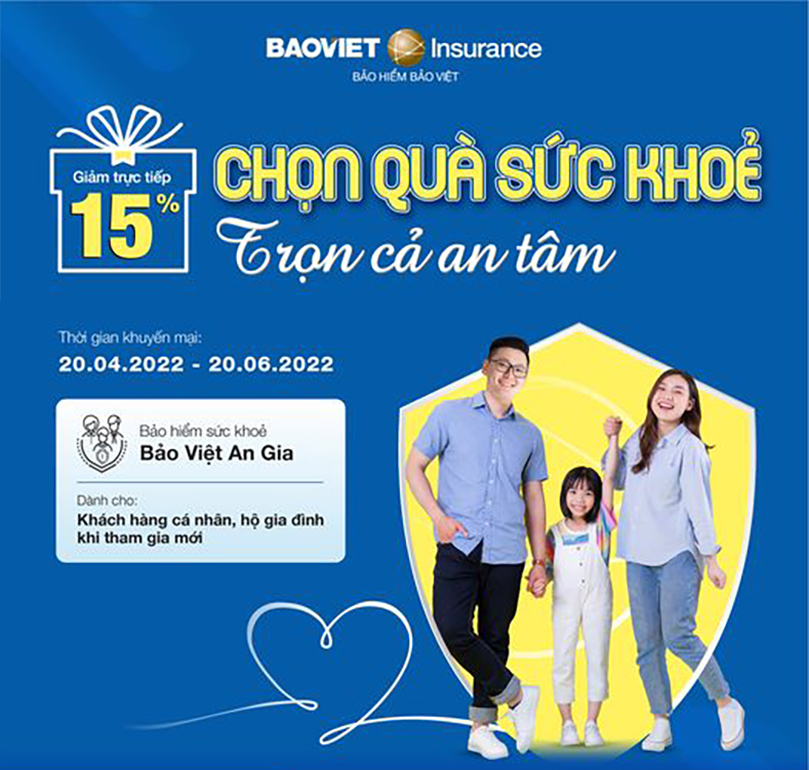 BAOVIET Insurance
BẢO HIỂM BẢO VIỆT
Giảm trực tiếp
15%
CHỌN QUÀ SỨC KHOẺ
Trọn cả an tâm
Thời gian khuyến mại:
20.04.2022 - 20.06.2022
Bảo hiểm sức khoẻ
Bảo Việt An Gia
Dành cho:
Khách hàng cá nhân, hộ gia đình
khi tham gia mới